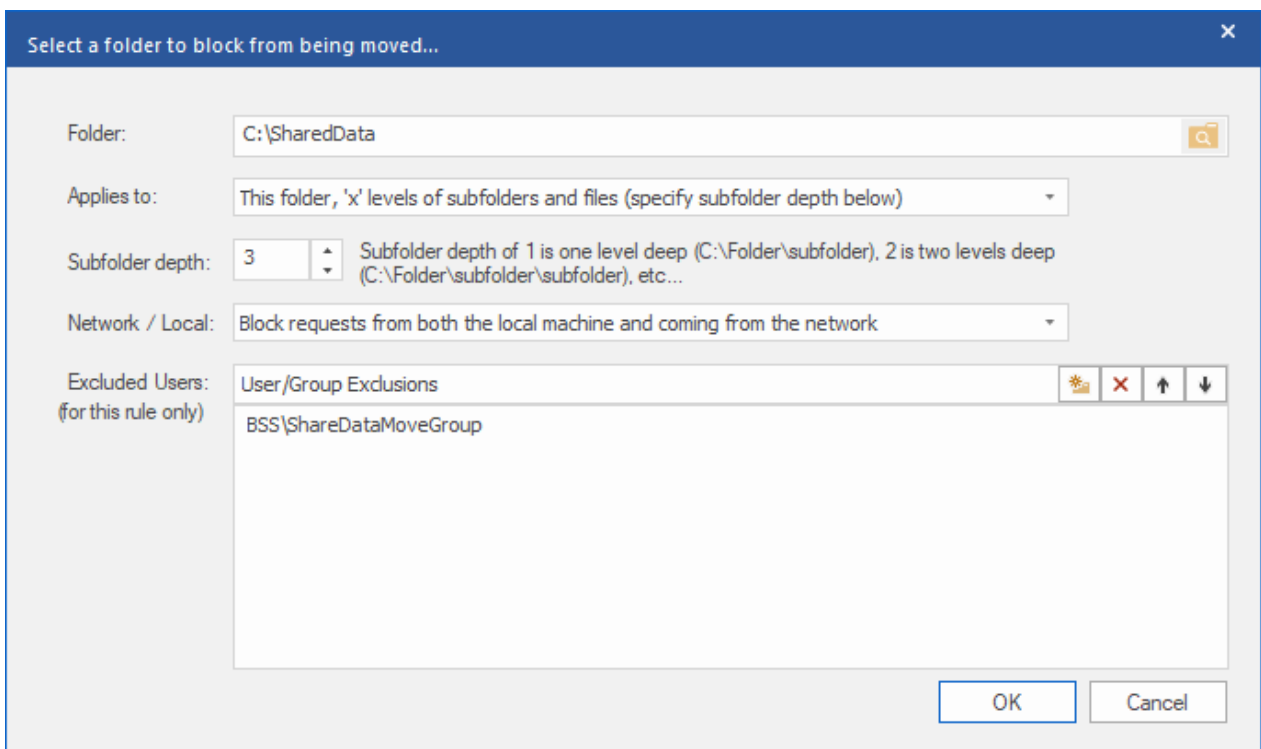 Select a folder to block from being moved...
Folder:
C:\SharedData
Applies to:
This folder, 'x' levels of subfolders and files (specify subfolder depth below)
Subfolder depth:
3
Subfolder depth of 1 is one level deep (C:\Folder\subfolder), 2 is two levels deep
(C:\Folder\subfolder\subfolder), etc...
Network / Local:
Block requests from both the local machine and coming from the network
Excluded Users:
(for this rule only)
User/Group Exclusions
BSS\ShareDataMoveGroup
OK
Cancel